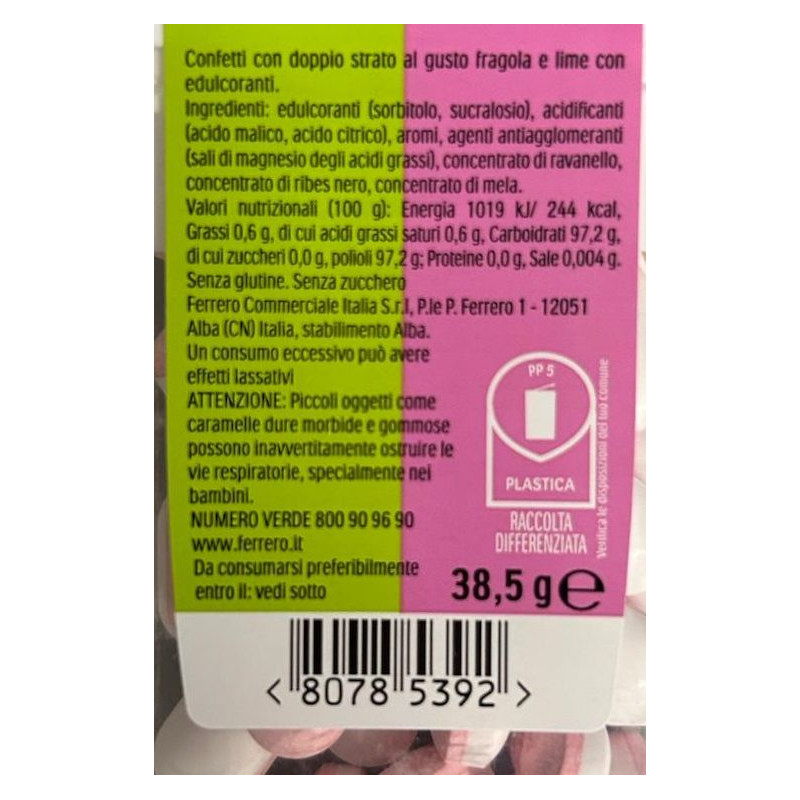 Confetti con doppio strato al gusto fragola e lime con
edulcoranti.
Ingredienti: edulcoranti (sorbitolo, sucralosio), acidificanti
(acido malico, acido citrico), aromi, agenti antiagglomeranti
(sali di magnesio degli acidi grassi), concentrato di ravanello,
concentrato di ribes nero, concentrato di mela.
Valori nutrizionali (100 g): Energia 1019 kJ/ 244 kcal,
Grassi 0,6 g, di cui acidi grassi saturi 0,6 g, Carboidrati 97,2 g,
di cui zuccheri 0,0 g, polioli 97,2 g; Proteine 0,0 g, Sale 0,004 g.
Senza glutine. Senza zucchero
Ferrero Commerciale Italia S.r.l, P.le P. Ferrero 1 - 12051
Alba (CN) Italia, stabilimento Alba.
Un consumo eccessivo può avere
effetti lassativi
ATTENZIONE: Piccoli oggetti come
caramelle dure morbide e gommose
possono inavvertitamente ostruire le
vie respiratorie, specialmente nei
bambini.
NUMERO VERDE 800 90 96 90
www.ferrero.it
Da consumarsi preferibilmente
entro il: vedi sotto
PP 5
PLASTICA
RACCOLTA
DIFFERENZIATA
Verifica le disposizioni del tuo comune
38,5 g e
< 8078 5392 >